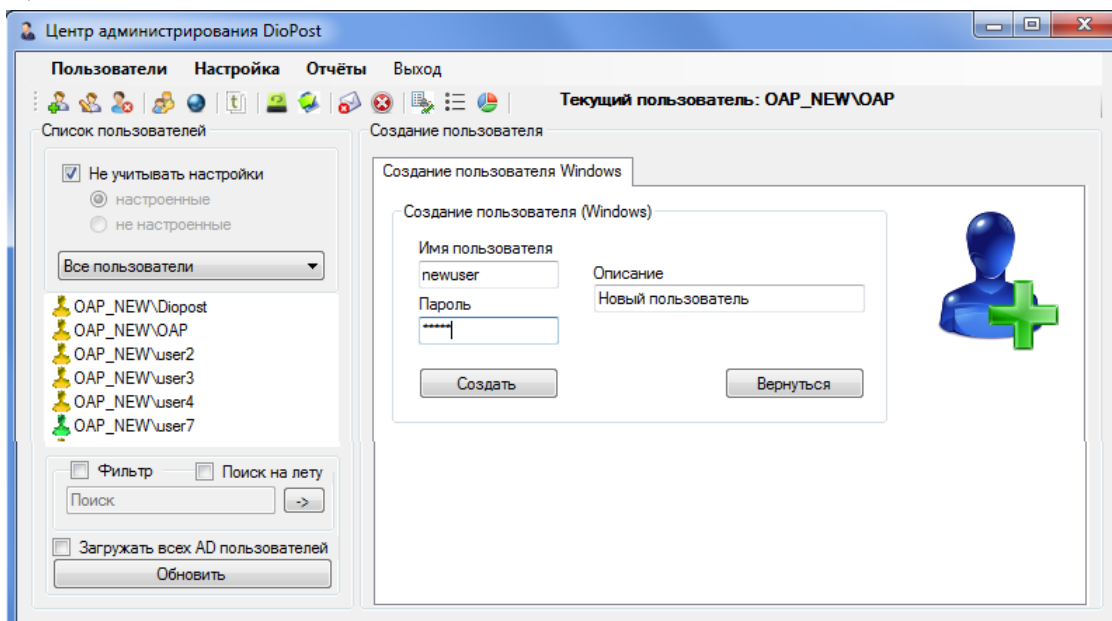 Центр администрирования DioPost
Пользователи Настройка Отчёты Выход
Текущий пользователь: OAP_NEW\OAP
Список пользователей
Не учитывать настройки
настроенные
не настроенные
Все пользователи
OAP_NEW\Diopost
OAP_NEW\OAP
OAP_NEW\user2
OAP_NEW\user3
OAP_NEW\user4
OAP_NEW\user7
Фильтр Поиск на лету
Поиск ->
Загружать всех AD пользователей
Обновить
Создание пользователя
Создание пользователя Windows
Создание пользователя (Windows)
Имя пользователя
newuser
Описание
Новый пользователь
Пароль
*****
Создать Вернуться